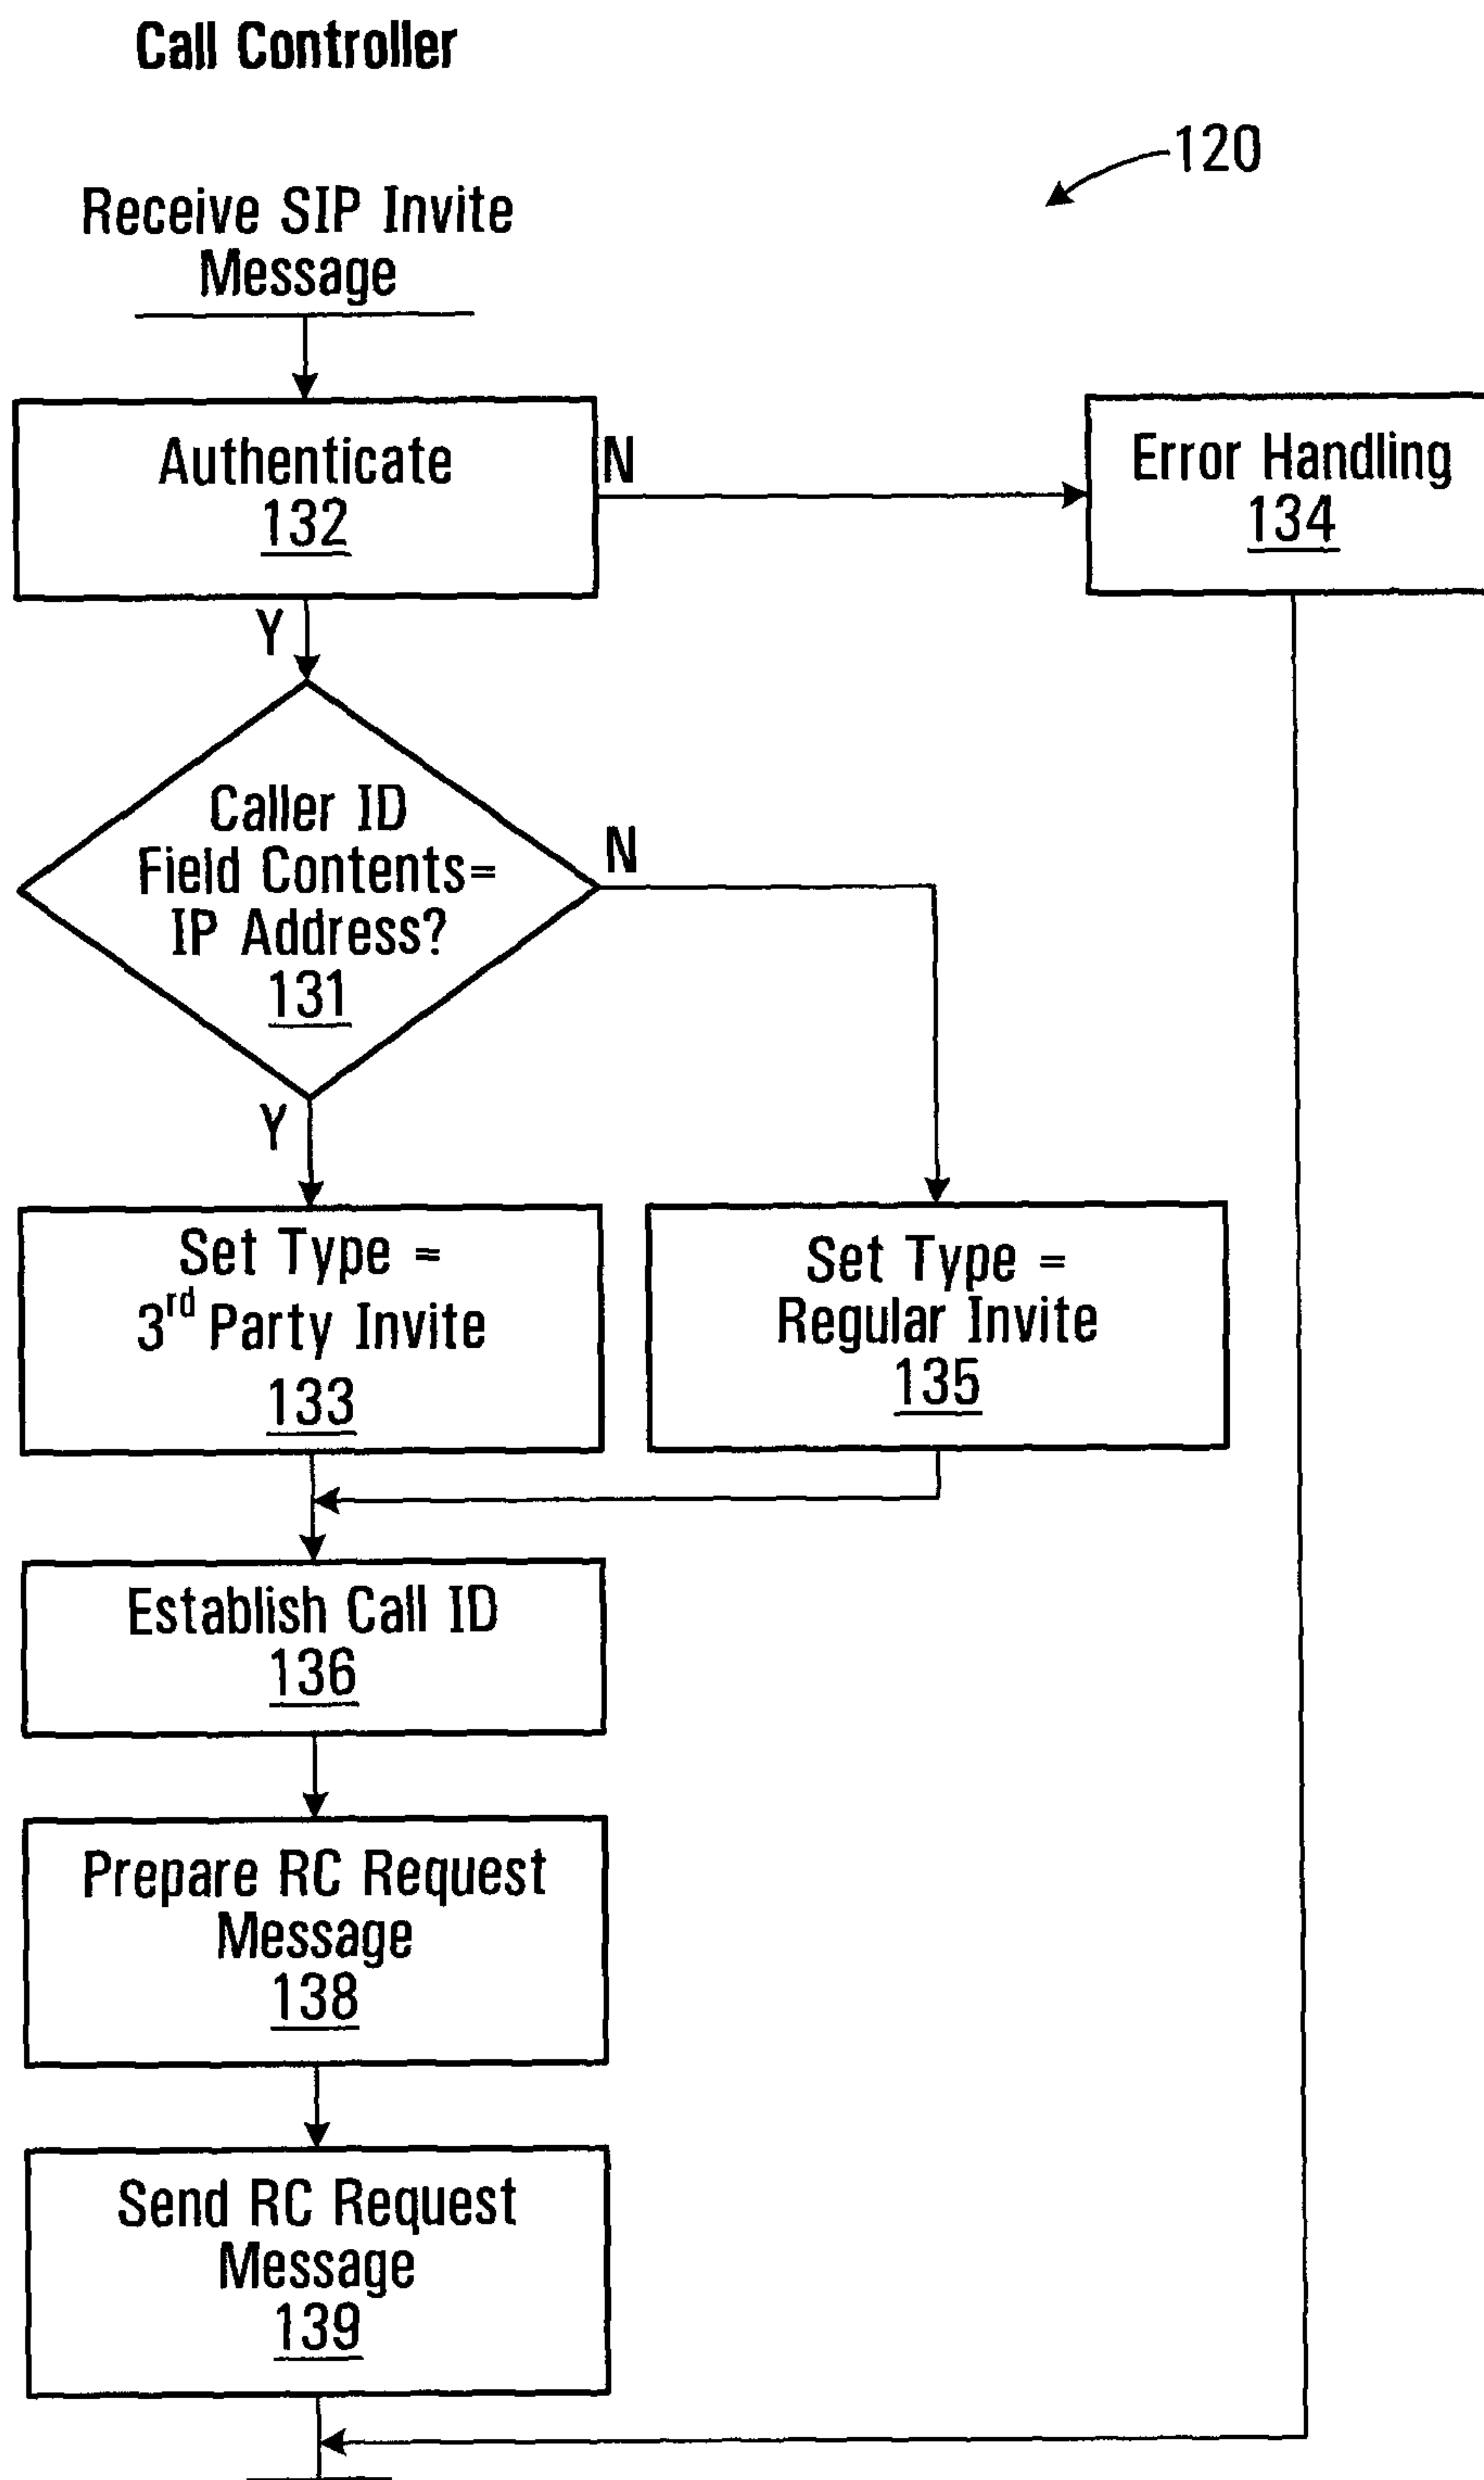 Call Controller
120
Receive SIP Invite
Message
Authenticate
132
N
Error Handling
134
Y
Caller ID
Field Contents=
IP Address?
131
N
Y
Set Type =
3rd Party Invite
133
Set Type =
Regular Invite
135
Establish Call ID
136
Prepare RC Request
Message
138
Send RC Request
Message
139